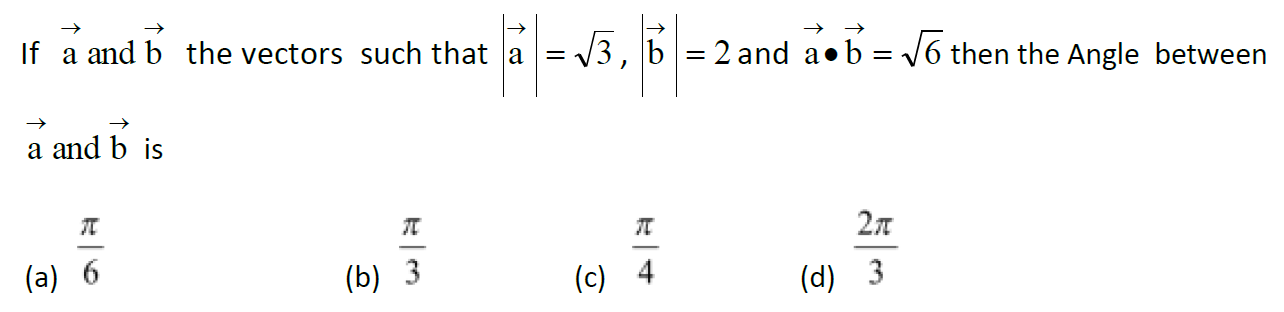 If a⃗ and b⃗ the vectors such that |a⃗| = √3 , |b⃗| = 2 and a⃗ • b⃗ = √6 then the Angle between
a⃗ and b⃗ is
(a) π/6 (b) π/3 (c) π/4 (d) 2π/3